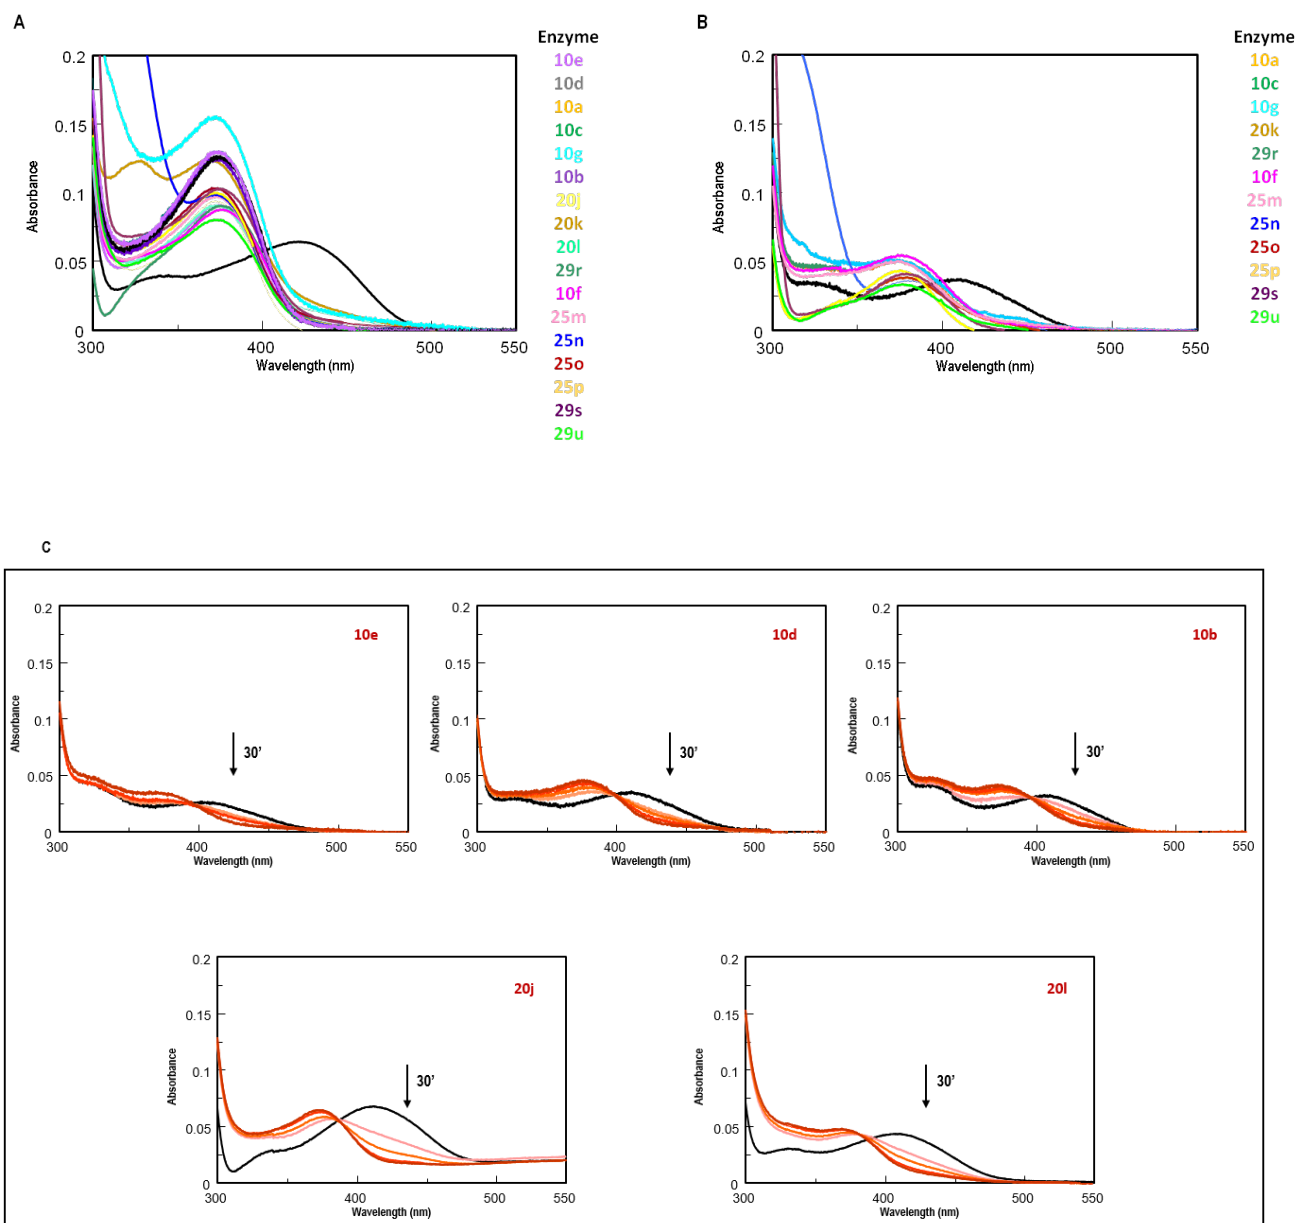 A
Absorbance
0.2
0.15
0.1
0.05
0
300
400
500
550
Wavelength (nm)
Enzyme
10e
10d
10a
10c
10g
10b
20j
20k
20l
29r
10f
25m
25n
25o
25p
29s
29u
B
Absorbance
0.2
0.15
0.1
0.05
0
300
400
500
550
Wavelength (nm)
Enzyme
10a
10c
10g
20k
29r
10f
25m
25n
25o
25p
29s
29u
C
Absorbance
0.2
0.15
0.1
0.05
0
10e
30’
300
400
500
550
Wavelength (nm)
Absorbance
0.2
0.15
0.1
0.05
0
10d
30’
300
400
500
550
Wavelength (nm)
Absorbance
0.2
0.15
0.1
0.05
0
10b
30’
300
400
500
550
Wavelength (nm)
Absorbance
0.2
0.15
0.1
0.05
0
20j
30’
300
400
500
550
Wavelength (nm)
Absorbance
0.2
0.15
0.1
0.05
0
20l
30’
300
400
500
550
Wavelength (nm)